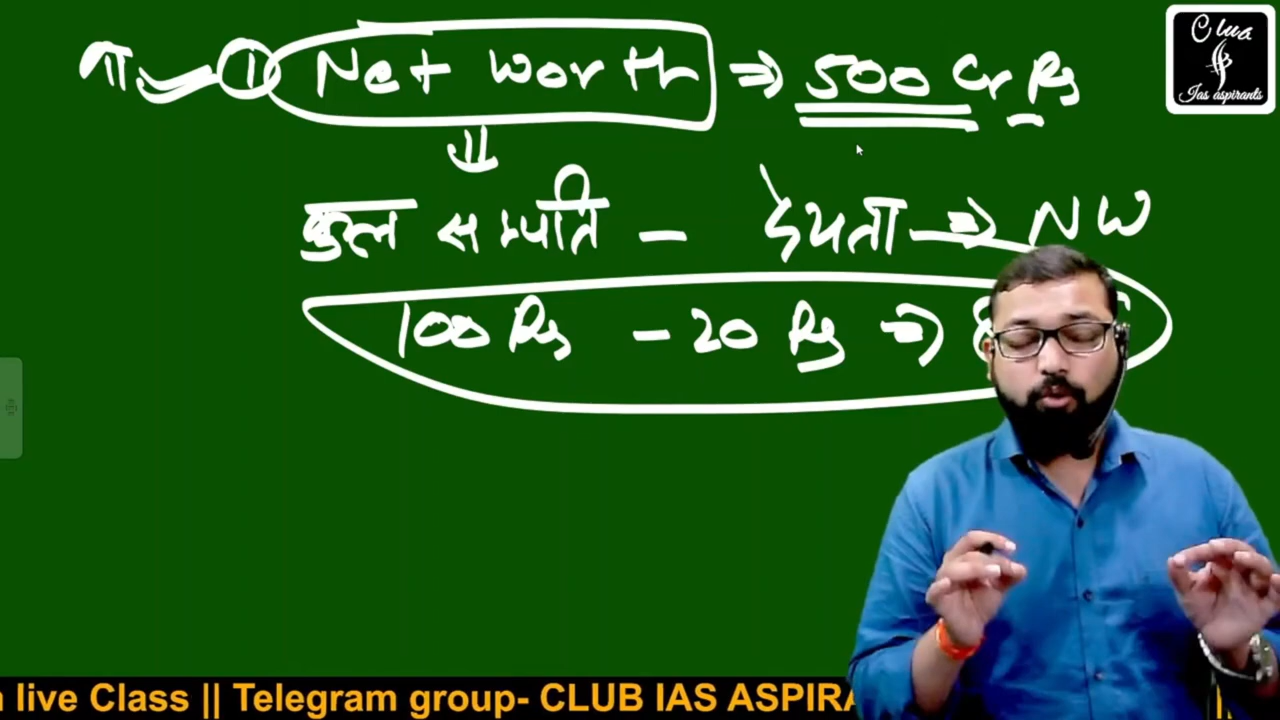 ① Net worth ⇒ 500 Cr Rs
Club
Ias aspirants
कुल सम्पति - देयता ⇒ NW
100 Rs - 20 Rs ⇒
live Class || Telegram group- CLUB IAS ASPIRA